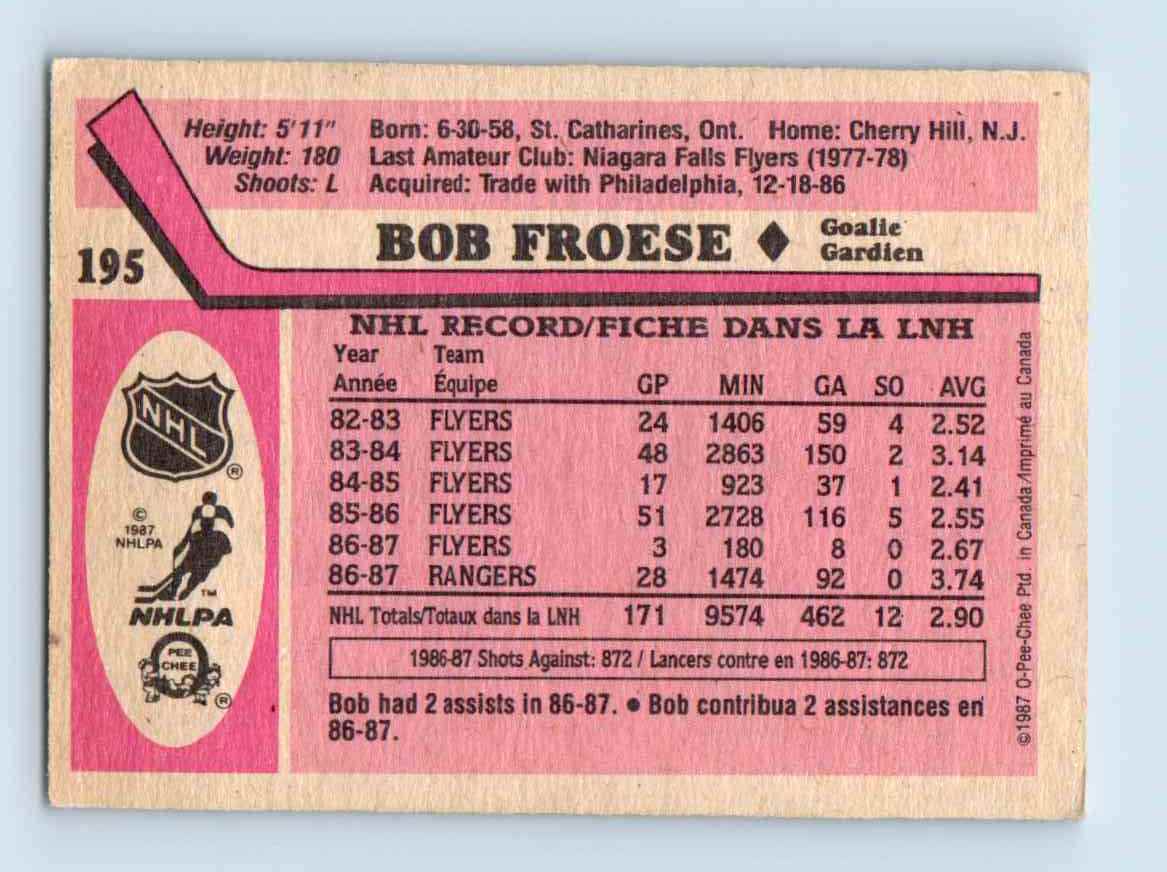 Height: 5'11" Born: 6-30-58, St. Catharines, Ont. Home: Cherry Hill, N.J.
Weight: 180 Last Amateur Club: Niagara Falls Flyers (1977-78)
Shoots: L Acquired: Trade with Philadelphia, 12-18-86
195
BOB FROESE ♦ Goalie
Gardien
NHL RECORD/FICHE DANS LA LNH
Year Team
Année Équipe GP MIN GA SO AVG
82-83 FLYERS 24 1406 59 4 2.52
83-84 FLYERS 48 2863 150 2 3.14
84-85 FLYERS 17 923 37 1 2.41
85-86 FLYERS 51 2728 116 5 2.55
86-87 FLYERS 3 180 8 0 2.67
86-87 RANGERS 28 1474 92 0 3.74
NHL Totals/Totaux dans la LNH 171 9574 462 12 2.90
1986-87 Shots Against: 872 / Lancers contre en 1986-87: 872
Bob had 2 assists in 86-87. ● Bob contribua 2 assistances en
86-87.
NHL ®
©
1987
NHLPA
TM
NHLPA
O
PEE
CHEE
®
©1987 O-Pee-Chee Ptd. in Canada/Imprimé au Canada